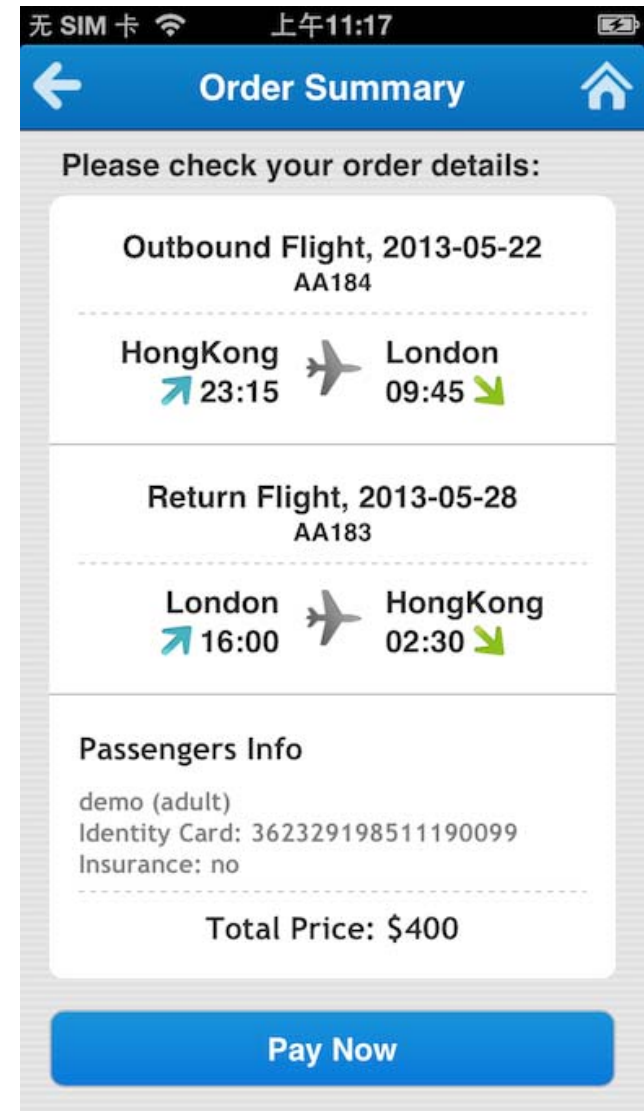 无 SIM 卡 上午11:17
Order Summary
Please check your order details:
Outbound Flight, 2013-05-22
AA184
HongKong London
23:15 09:45
Return Flight, 2013-05-28
AA183
London HongKong
16:00 02:30
Passengers Info
demo (adult)
Identity Card: 362329198511190099
Insurance: no
Total Price: $400
Pay Now